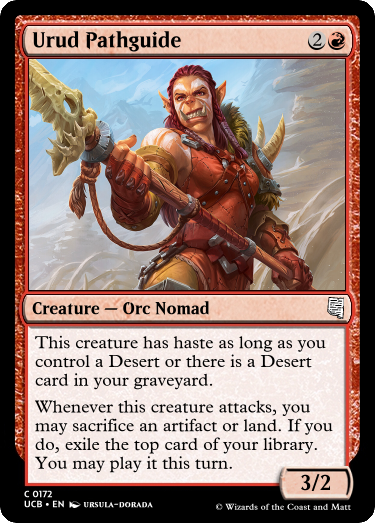 Urud Pathguide 2
Creature — Orc Nomad
This creature has haste as long as you
control a Desert or there is a Desert
card in your graveyard.
Whenever this creature attacks, you
may sacrifice an artifact or land. If you
do, exile the top card of your library.
You may play it this turn.
3/2
C 0172
UCB • EN URSULA-DORADA
© Wizards of the Coast and Matt